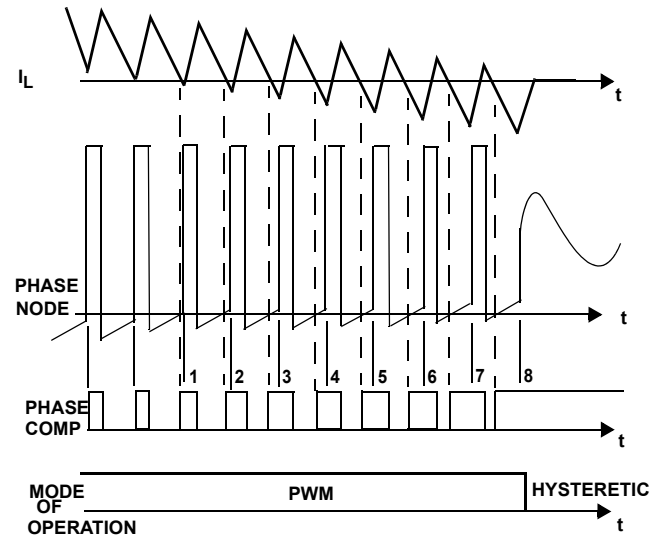 I_L
t
PHASE
NODE
t
1 2 3 4 5 6 7 8
PHASE
COMP
t
MODE
OF
OPERATION
PWM
HYSTERETIC
t